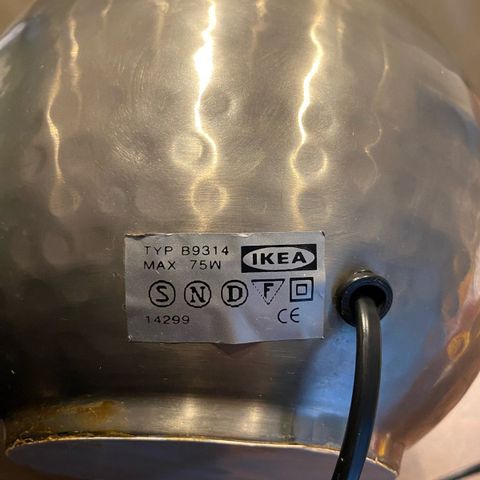 TYP B9314
MAX 75W
IKEA
S N D F
14299 CE